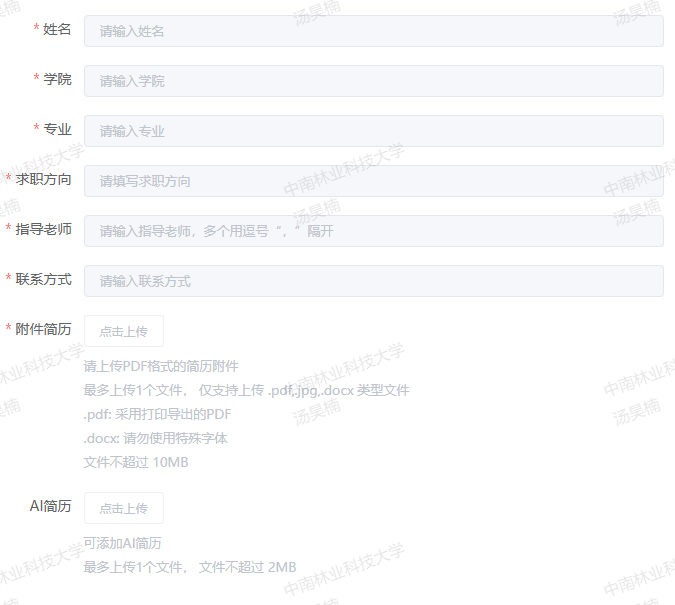 * 姓名 请输入姓名
* 学院 请输入学院
* 专业 请输入专业
* 求职方向 请填写求职方向
* 指导老师 请输入指导老师，多个用逗号“，”隔开
* 联系方式 请输入联系方式
* 附件简历 点击上传
请上传PDF格式的简历附件
最多上传1个文件， 仅支持上传 .pdf,.jpg,.docx 类型文件
.pdf: 采用打印导出的PDF
.docx: 请勿使用特殊字体
文件不超过 10MB
AI简历 点击上传
可添加AI简历
最多上传1个文件， 文件不超过 2MB
中南林业科技大学
汤昊楠